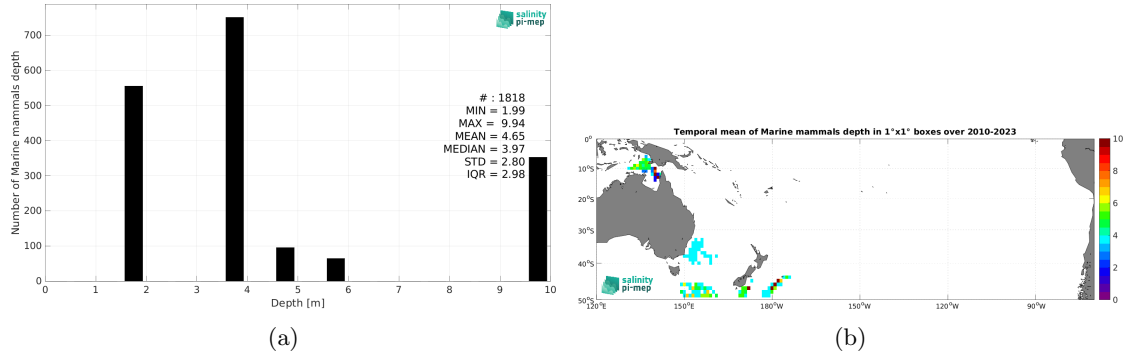 salinity
pi-mep
Number of Marine mammals depth
700
600
500
400
300
200
100
0
# : 1818
MIN = 1.99
MAX = 9.94
MEAN = 4.65
MEDIAN = 3.97
STD = 2.80
IQR = 2.98
0 1 2 3 4 5 6 7 8 9 10
Depth [m]
(a)
Temporal mean of Marine mammals depth in 1°x1° boxes over 2010-2023
0°
10°S
20°S
30°S
40°S
50°S
salinity
pi-mep
120°E 150°E 180°W 150°W 120°W 90°W
10
8
6
4
2
0
(b)